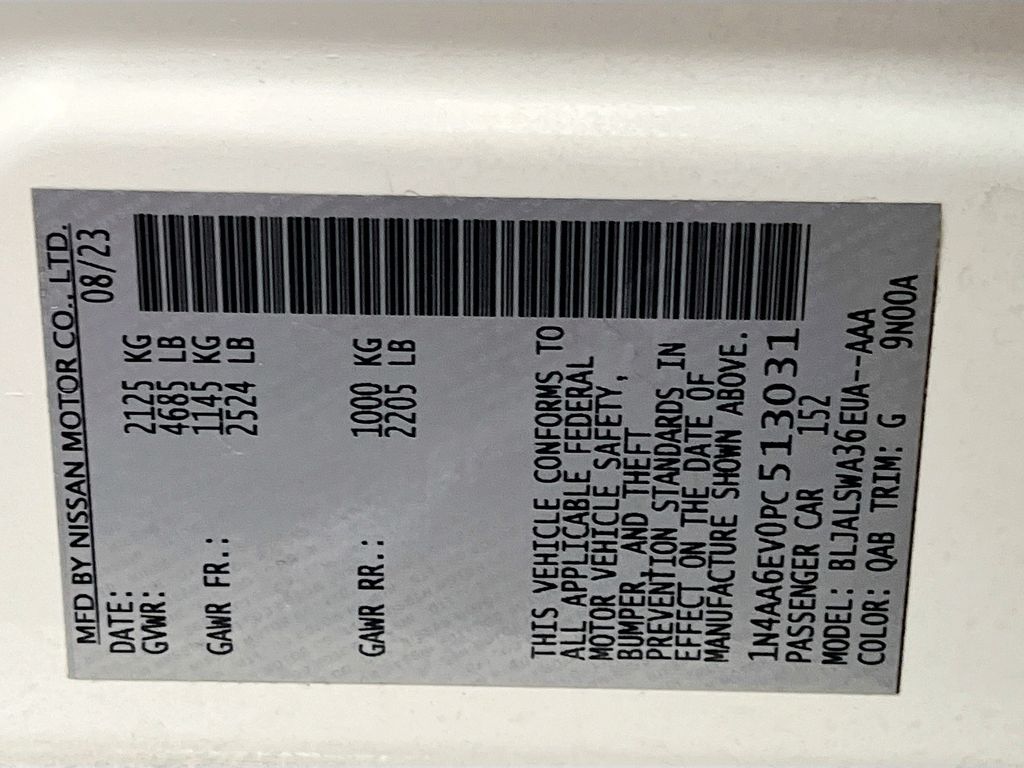 MFD BY NISSAN MOTOR CO., LTD.
DATE: 08/23
GVWR: 2125 KG
4685 LB
GAWR FR.: 1145 KG
2524 LB
GAWR RR.: 1000 KG
2205 LB
THIS VEHICLE CONFORMS TO
ALL APPLICABLE FEDERAL
MOTOR VEHICLE SAFETY,
BUMPER, AND THEFT
PREVENTION STANDARDS IN
EFFECT ON THE DATE OF
MANUFACTURE SHOWN ABOVE.
1N4AA6EV0PC513031
PASSENGER CAR 152
MODEL: BLJALSWA36EUA--AAA
COLOR: QAB TRIM: G 9N00A